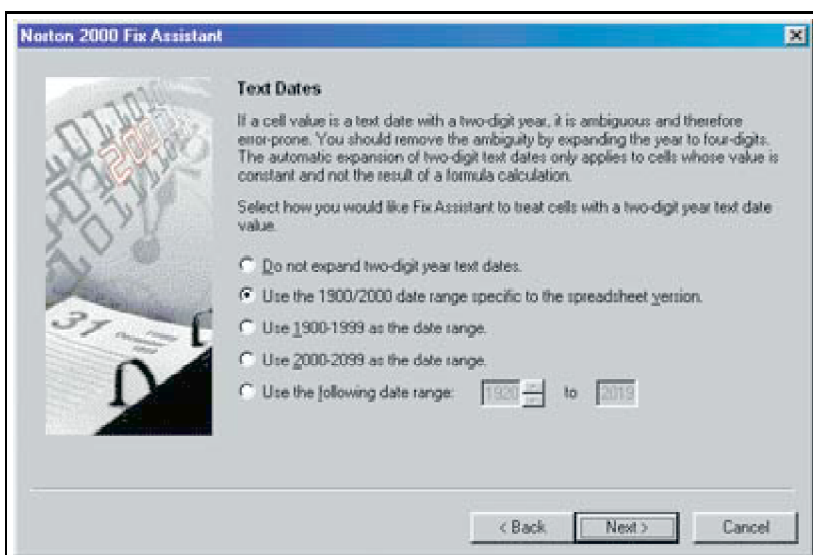 Norton 2000 Fix Assistant
Text Dates
If a cell value is a text date with a two-digit year, it is ambiguous and therefore
error-prone. You should remove the ambiguity by expanding the year to four-digits.
The automatic expansion of two-digit text dates only applies to cells whose value is
constant and not the result of a formula calculation.
Select how you would like Fix Assistant to treat cells with a two-digit year text date
value.
Do not expand two-digit year text dates.
Use the 1900/2000 date range specific to the spreadsheet version.
Use 1900-1999 as the date range.
Use 2000-2099 as the date range.
Use the following date range: 1920 to 2019
2000
31
< Back Next > Cancel